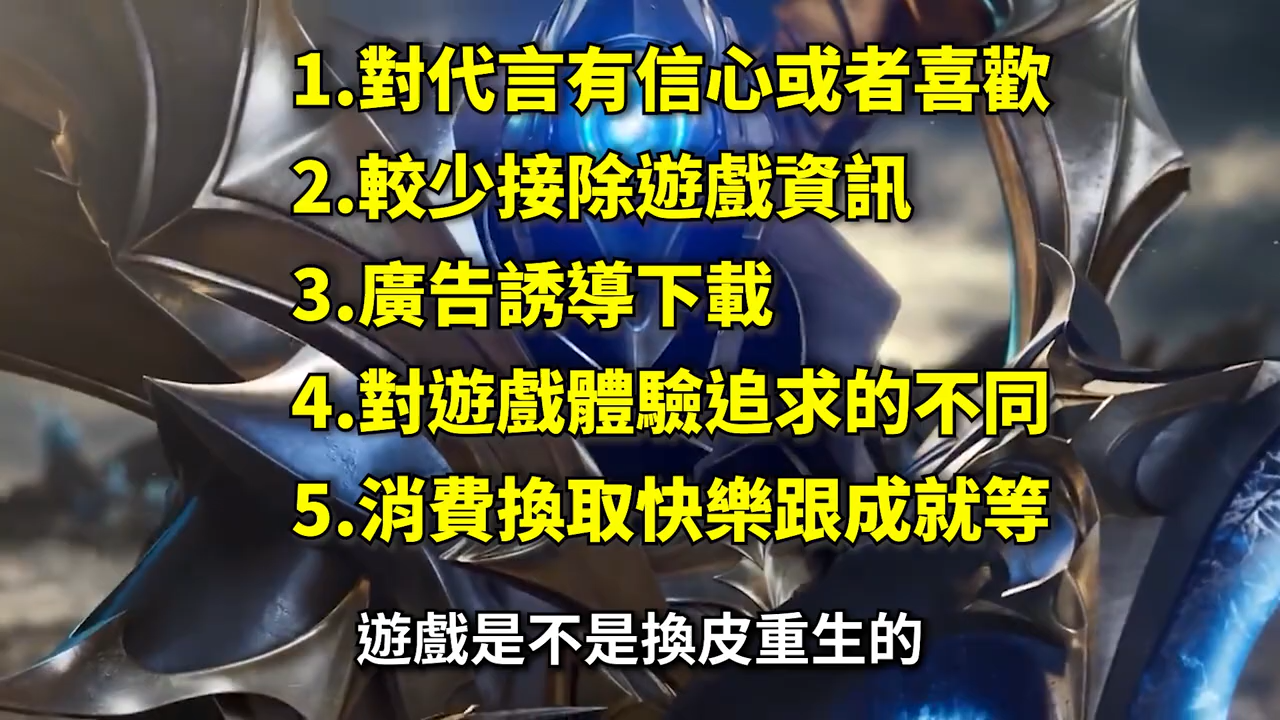 1.對代言有信心或者喜歡
2.較少接除遊戲資訊
3.廣告誘導下載
4.對遊戲體驗追求的不同
5.消費換取快樂跟成就等
遊戲是不是換皮重生的